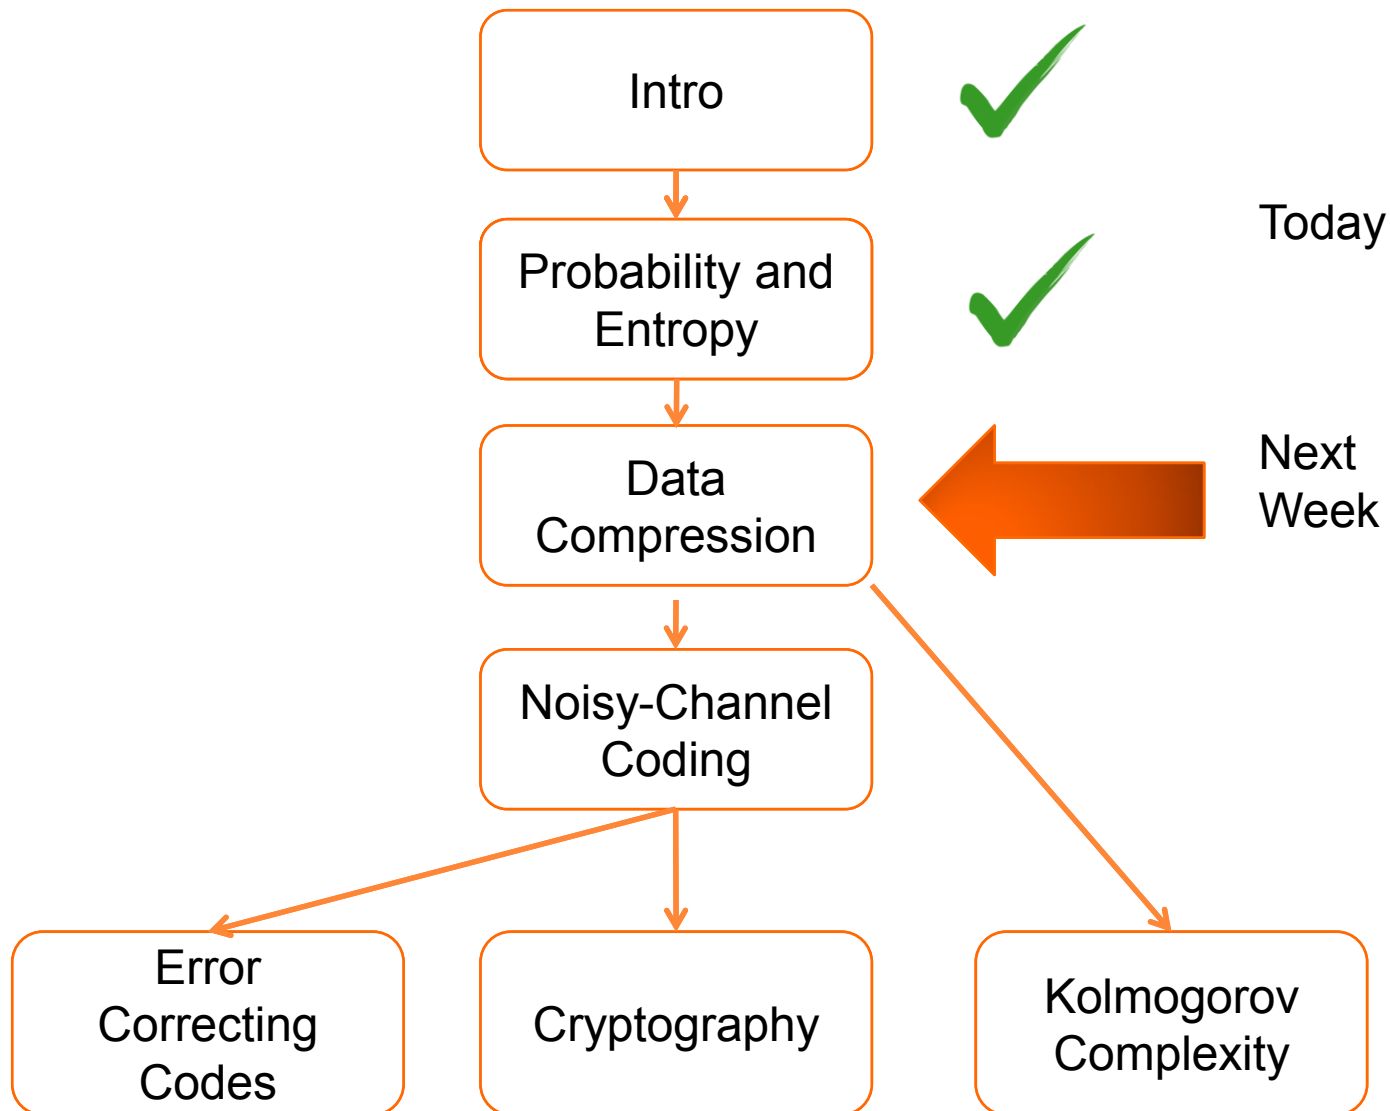 Intro
Today
Probability and
Entropy
Data
Compression
Next
Week
Noisy-Channel
Coding
Error
Correcting
Codes
Cryptography
Kolmogorov
Complexity